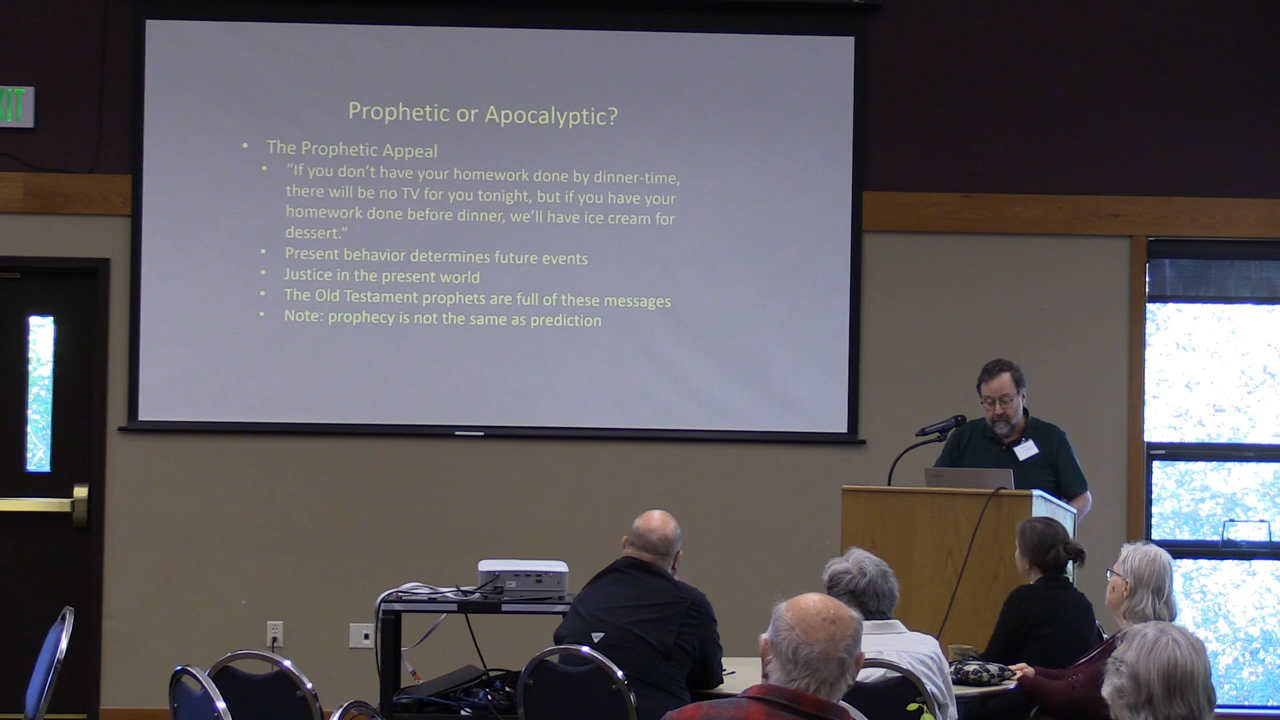 XIT
Prophetic or Apocalyptic?
• The Prophetic Appeal
• “If you don’t have your homework done by dinner-time,
there will be no TV for you tonight, but if you have your
homework done before dinner, we’ll have ice cream for
dessert.”
• Present behavior determines future events
• Justice in the present world
• The Old Testament prophets are full of these messages
• Note: prophecy is not the same as prediction